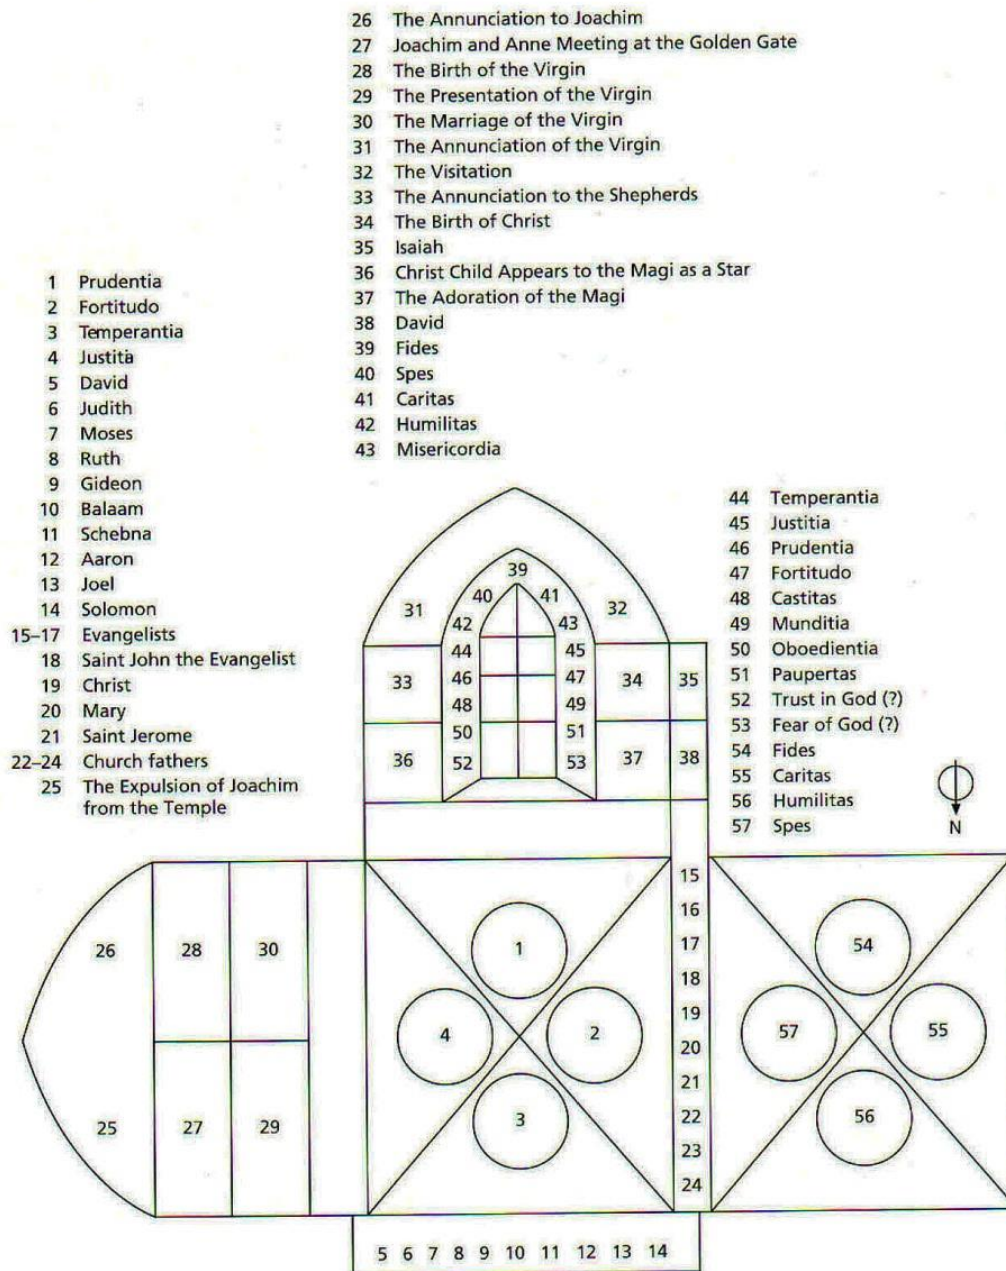 26 The Annunciation to Joachim
27 Joachim and Anne Meeting at the Golden Gate
28 The Birth of the Virgin
29 The Presentation of the Virgin
30 The Marriage of the Virgin
31 The Annunciation of the Virgin
32 The Visitation
33 The Annunciation to the Shepherds
34 The Birth of Christ
35 Isaiah
36 Christ Child Appears to the Magi as a Star
37 The Adoration of the Magi
38 David
39 Fides
40 Spes
41 Caritas
42 Humilitas
43 Misericordia
1 Prudentia
2 Fortitudo
3 Temperantia
4 Justitia
5 David
6 Judith
7 Moses
8 Ruth
9 Gideon
10 Balaam
11 Schebna
12 Aaron
13 Joel
14 Solomon
15–17 Evangelists
18 Saint John the Evangelist
19 Christ
20 Mary
21 Saint Jerome
22–24 Church fathers
25 The Expulsion of Joachim
from the Temple
44 Temperantia
45 Justitia
46 Prudentia
47 Fortitudo
48 Castitas
49 Munditia
50 Oboedientia
51 Paupertas
52 Trust in God (?)
53 Fear of God (?)
54 Fides
55 Caritas
56 Humilitas
57 Spes
N
39
40 41
31 42 43 32
44 45
33 46 47 34 35
48 49
50 51
36 52 53 37 38
15
16
17
18
19
20
21
22
23
24
26 28 30
25 27 29
1
4 2
3
54
57 55
56
5 6 7 8 9 10 11 12 13 14